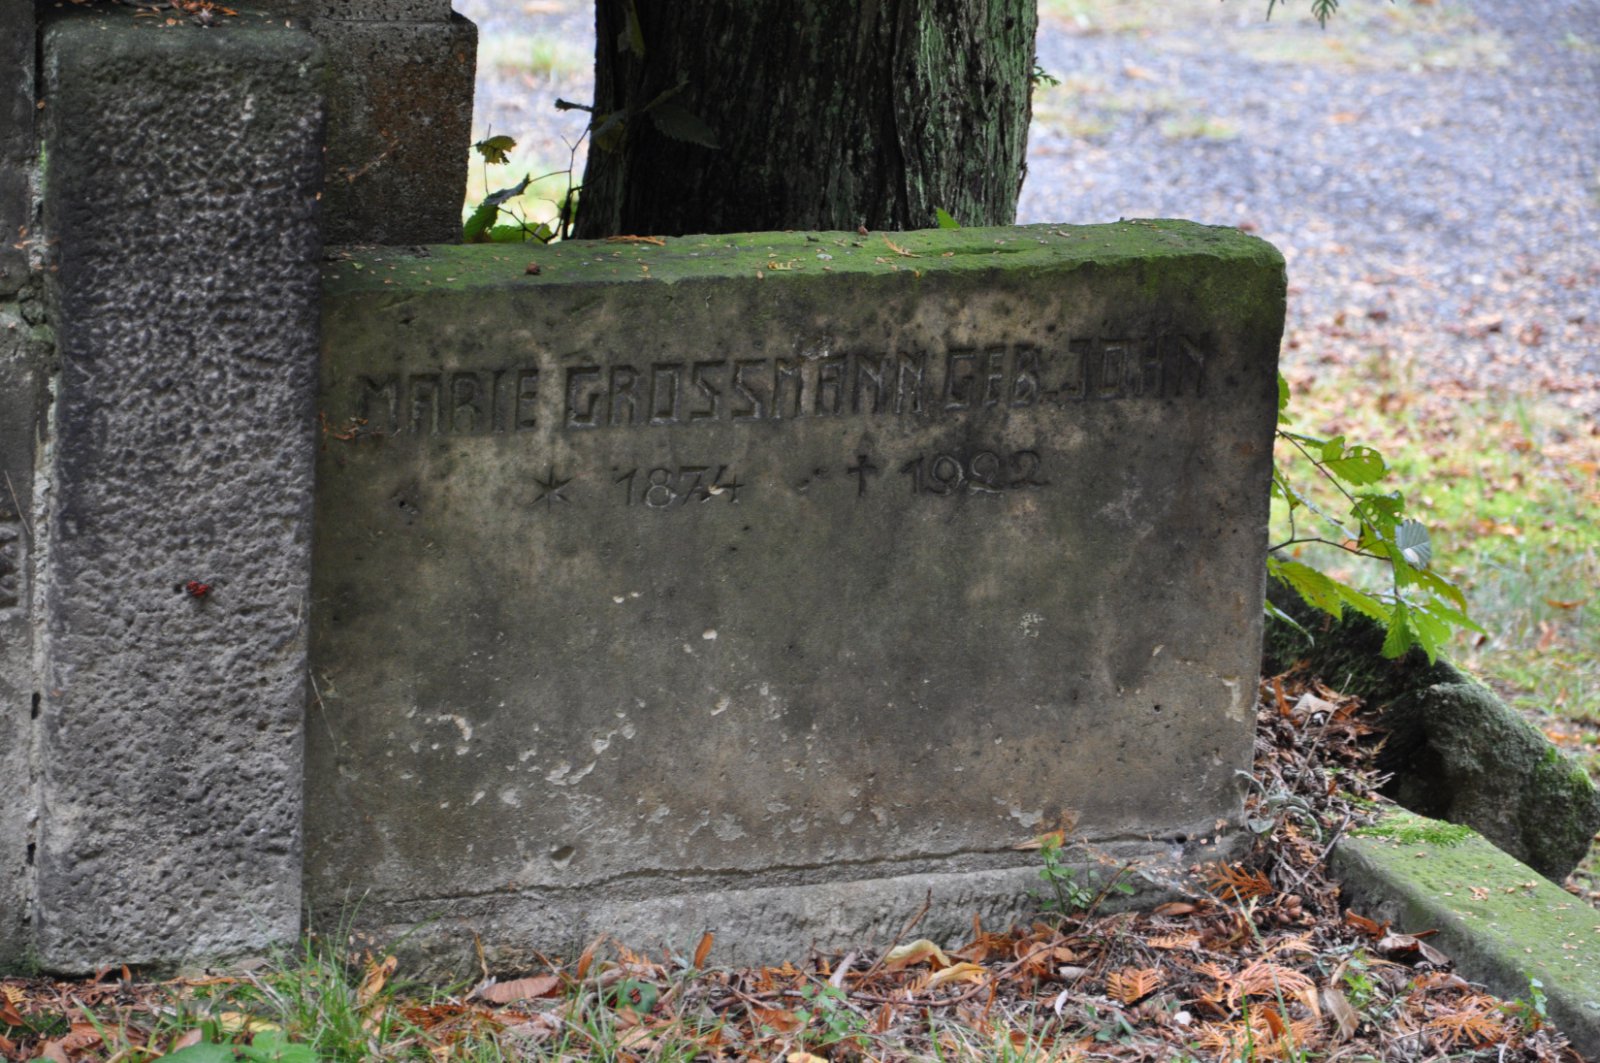 MARIE GROSSMANN GEB. JOHN
* 1874 † 1922